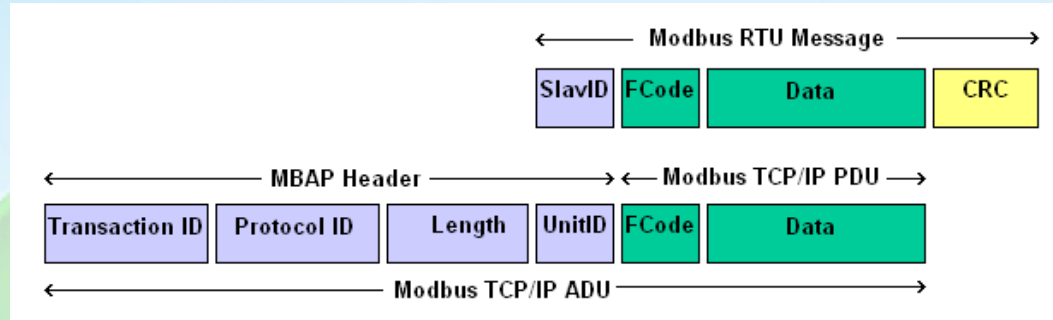 Modbus RTU Message
SlavID FCode Data CRC
MBAP Header Modbus TCP/IP PDU
Transaction ID Protocol ID Length UnitID FCode Data
Modbus TCP/IP ADU